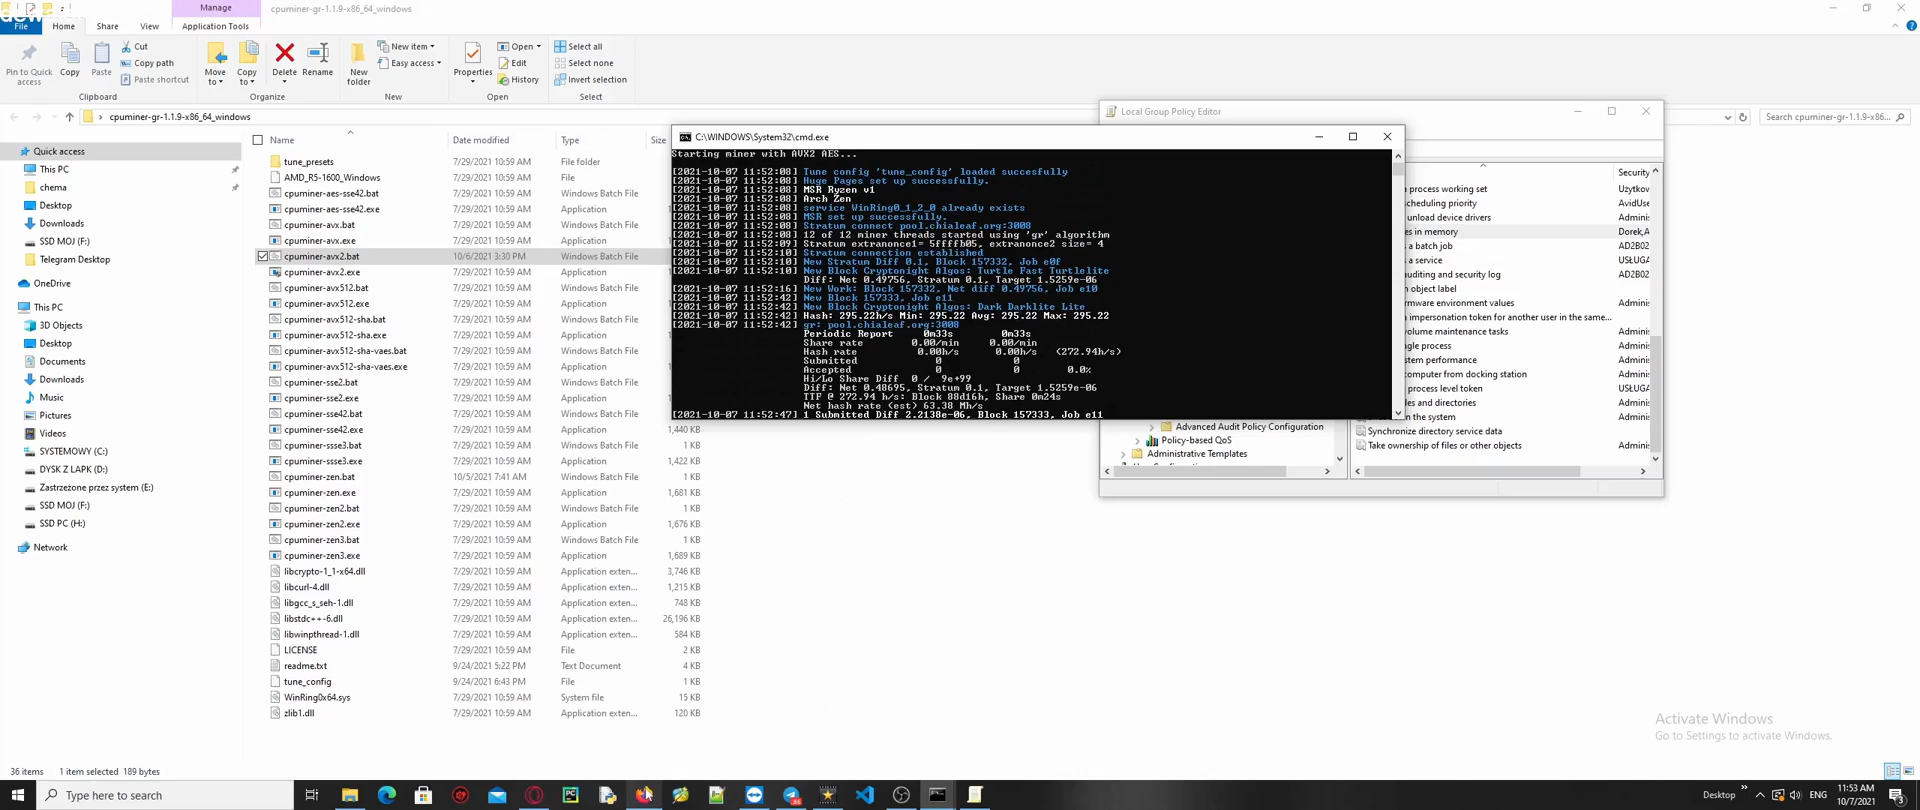 Manage
cpuminer-gr-1.1.9-x86_64_windows
File
Home
Share
View
Application Tools
Pin to Quick access
Copy
Paste
Cut
Copy path
Paste shortcut
Clipboard
Move to
Copy to
Delete
Rename
Organize
New folder
New item
Easy access
New
Properties
Open
Edit
History
Open
Select all
Select none
Invert selection
Select
cpuminer-gr-1.1.9-x86_64_windows
Search cpuminer-gr-1.1.9-x86...
Quick access
This PC
chema
Desktop
Downloads
SSD MOJ (F:)
Telegram Desktop
OneDrive
This PC
3D Objects
Desktop
Documents
Downloads
Music
Pictures
Videos
SYSTEMOWY (C:)
DYSK Z LAPK (D:)
Zastrzeżone przez system (E:)
SSD MOJ (F:)
SSD PC (H:)
Network
Name Date modified Type Size
tune_presets 7/29/2021 10:59 AM File folder
AMD_R5-1600_Windows 7/29/2021 10:59 AM File
cpuminer-aes-sse42.bat 7/29/2021 10:59 AM Windows Batch File
cpuminer-aes-sse42.exe 7/29/2021 10:59 AM Application
cpuminer-avx.bat 7/29/2021 10:59 AM Windows Batch File
cpuminer-avx.exe 7/29/2021 10:59 AM Application
cpuminer-avx2.bat 10/6/2021 3:30 PM Windows Batch File
cpuminer-avx2.exe 7/29/2021 10:59 AM Application
cpuminer-avx512.bat 7/29/2021 10:59 AM Windows Batch File
cpuminer-avx512.exe 7/29/2021 10:59 AM Application
cpuminer-avx512-sha.bat 7/29/2021 10:59 AM Windows Batch File
cpuminer-avx512-sha.exe 7/29/2021 10:59 AM Application
cpuminer-avx512-sha-vaes.bat 7/29/2021 10:59 AM Windows Batch File
cpuminer-avx512-sha-vaes.exe 7/29/2021 10:59 AM Application
cpuminer-sse2.bat 7/29/2021 10:59 AM Windows Batch File
cpuminer-sse2.exe 7/29/2021 10:59 AM Application
cpuminer-sse42.bat 7/29/2021 10:59 AM Windows Batch File
cpuminer-sse42.exe 7/29/2021 10:59 AM Application 1,440 KB
cpuminer-ssse3.bat 7/29/2021 10:59 AM Windows Batch File 1 KB
cpuminer-ssse3.exe 7/29/2021 10:59 AM Application 1,422 KB
cpuminer-zen.bat 10/5/2021 7:41 AM Windows Batch File 1 KB
cpuminer-zen.exe 7/29/2021 10:59 AM Application 1,681 KB
cpuminer-zen2.bat 7/29/2021 10:59 AM Windows Batch File 1 KB
cpuminer-zen2.exe 7/29/2021 10:59 AM Application 1,676 KB
cpuminer-zen3.bat 7/29/2021 10:59 AM Windows Batch File 1 KB
cpuminer-zen3.exe 7/29/2021 10:59 AM Application 1,689 KB
libcrypto-1_1-x64.dll 7/29/2021 10:59 AM Application exten... 3,746 KB
libcurl-4.dll 7/29/2021 10:59 AM Application exten... 1,215 KB
libgcc_s_seh-1.dll 7/29/2021 10:59 AM Application exten... 748 KB
libstdc++-6.dll 7/29/2021 10:59 AM Application exten... 26,196 KB
libwinpthread-1.dll 7/29/2021 10:59 AM Application exten... 584 KB
LICENSE 7/29/2021 10:59 AM File 2 KB
readme.txt 9/24/2021 5:22 PM Text Document 4 KB
tune_config 9/24/2021 6:43 PM File 1 KB
WinRing0x64.sys 7/29/2021 10:59 AM System file 15 KB
zlib1.dll 7/29/2021 10:59 AM Application exten... 120 KB
C:\WINDOWS\System32\cmd.exe
Starting miner with AVX2 AES...
[2021-10-07 11:52:08] Tune config 'tune_config' loaded succesfully
[2021-10-07 11:52:08] Huge Pages set up successfully.
[2021-10-07 11:52:08] MSR Ryzen v1
[2021-10-07 11:52:08] Arch Zen
[2021-10-07 11:52:08] service WinRing0_1_2_0 already exists
[2021-10-07 11:52:08] MSR set up successfully.
[2021-10-07 11:52:08] Stratum connect pool.chialeaf.org:3008
[2021-10-07 11:52:08] 12 of 12 miner threads started using 'gr' algorithm
[2021-10-07 11:52:09] Stratum extranonce1= 5ffffb05, extranonce2 size= 4
[2021-10-07 11:52:10] Stratum connection established
[2021-10-07 11:52:10] New Stratum Diff 0.1, Block 157332, Job e0f
[2021-10-07 11:52:10] New Block Cryptonight Algos: Turtle Fast Turtlelite
Diff: Net 0.49756, Stratum 0.1, Target 1.5259e-06
[2021-10-07 11:52:16] New Work: Block 157332, Net diff 0.49756, Job e10
[2021-10-07 11:52:42] New Block 157333, Job e11
[2021-10-07 11:52:42] New Block Cryptonight Algos: Dark Darklite Lite
[2021-10-07 11:52:42] Hash: 295.22h/s Min: 295.22 Avg: 295.22 Max: 295.22
[2021-10-07 11:52:42] gr: pool.chialeaf.org:3008
Periodic Report 0m33s 0m33s
Share rate 0.00/min 0.00/min
Hash rate 0.00h/s 0.00h/s (272.94h/s)
Submitted 0 0
Accepted 0 0 0.0%
Hi/Lo Share Diff 0 / 9e+99
Diff: Net 0.48695, Stratum 0.1, Target 1.5259e-06
TTF @ 272.94 h/s: Block 88d16h, Share 0m24s
Net hash rate (est) 63.38 Mh/s
[2021-10-07 11:52:47] 1 Submitted Diff 2.2138e-06, Block 157333, Job e11
Local Group Policy Editor
Security
process working set Użytkov
cheduling priority AvidUse
unload device drivers Adminis
es in memory Dorek,A
a batch job AD2B02
a service USŁUGA
auditing and security log AD2B02
irmware environment values Adminis
impersonation token for another user in the same... Adminis
volume maintenance tasks Adminis
gle process Adminis
stem performance Adminis
computer from docking station Adminis
process level token USŁUGA
files and directories Adminis
n the system Adminis
Synchronize directory service data
Take ownership of files or other objects Adminis
Advanced Audit Policy Configuration
Policy-based QoS
Administrative Templates
Activate Windows
Go to Settings to activate Windows.
36 items 1 item selected 189 bytes
Type here to search
Desktop
ENG
11:53 AM
10/7/2021
3